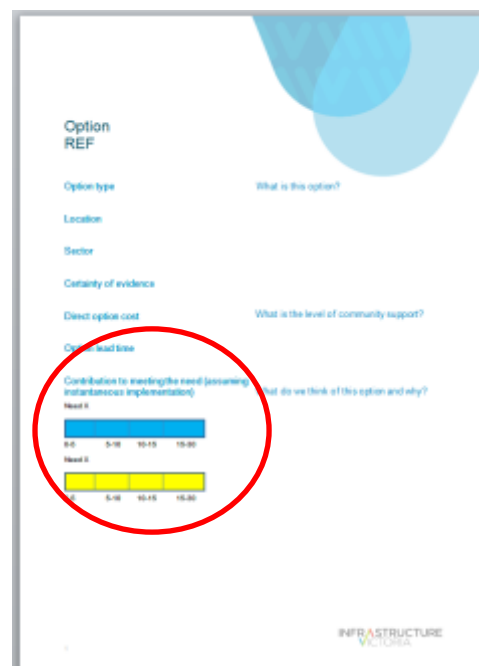 Option
REF
Option type
Location
Sector
Certainty of evidence
Direct option cost
Option lead time
Contribution to meeting the need (assuming
instantaneous implementation)
Need X
0-5 5-10 10-15 15-30
Need X
0-5 5-10 10-15 15-30
What is this option?
What is the level of community support?
What do we think of this option and why?
INFRASTRUCTURE
VICTORIA